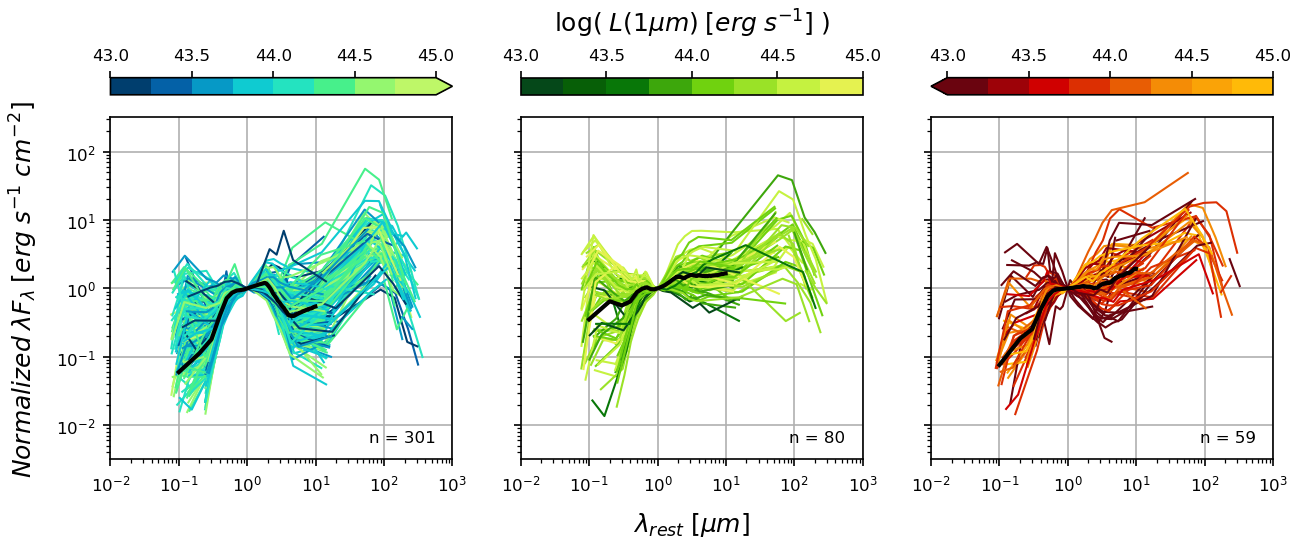 log( L(1μm) [erg s⁻¹] )
43.0 43.5 44.0 44.5 45.0 43.0 43.5 44.0 44.5 45.0 43.0 43.5 44.0 44.5 45.0
Normalized λF_λ [erg s⁻¹ cm⁻²]
10²
10¹
10⁰
10⁻¹
10⁻²
n = 301 n = 80 n = 59
10⁻² 10⁻¹ 10⁰ 10¹ 10² 10³ 10⁻² 10⁻¹ 10⁰ 10¹ 10² 10³ 10⁻² 10⁻¹ 10⁰ 10¹ 10² 10³
λ_rest [μm]